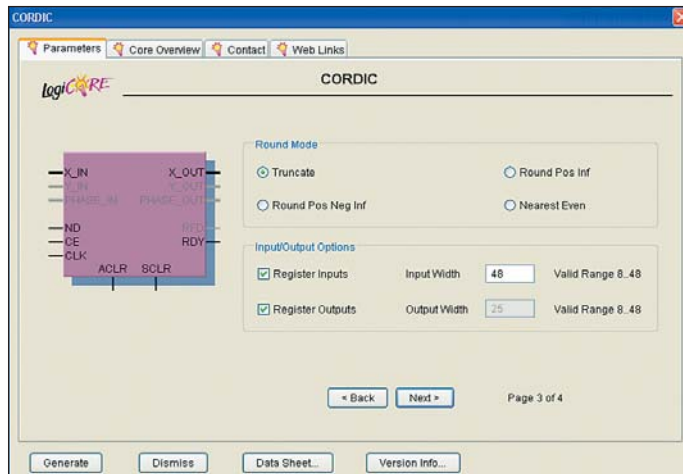 CORDIC
Parameters Core Overview Contact Web Links
LogiCORE
CORDIC
X_IN X_OUT
Y_IN Y_OUT
PHASE_IN PHASE_OUT
ND RFD
CE RDY
CLK
ACLR SCLR
Round Mode
Truncate Round Pos Inf
Round Pos Neg Inf Nearest Even
Input/Output Options
Register Inputs Input Width 48 Valid Range 8..48
Register Outputs Output Width 25 Valid Range 8..48
< Back Next > Page 3 of 4
Generate Dismiss Data Sheet... Version Info...